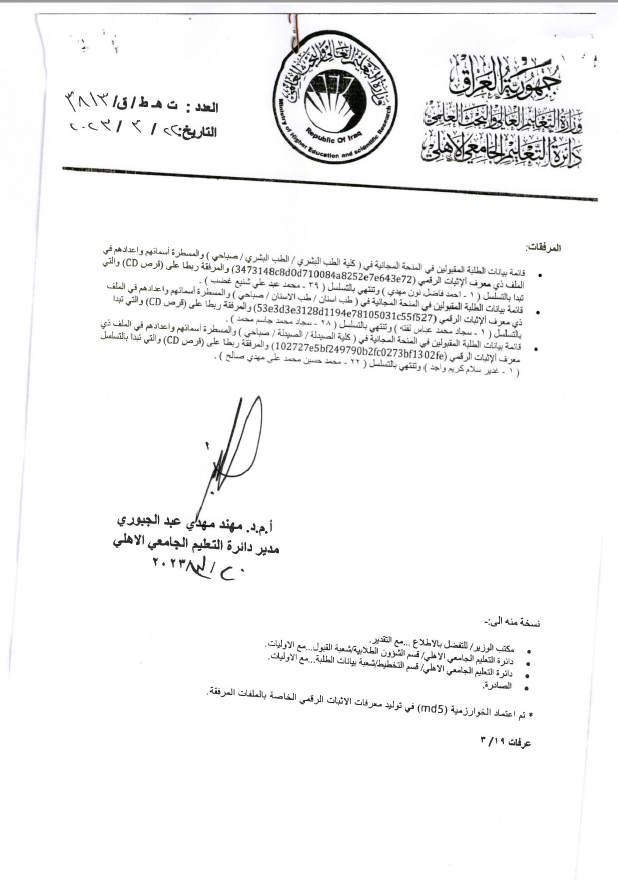 جمهورية العراق
وزارة التعليم العالي والبحث العلمي
دائرة التعليم الجامعي الاهلي
وزارة التعليم العالي والبحث العلمي
Republic Of Iraq
Ministry of Higher Education and scientific Research
العدد : ت هـ ط/ق/٣٨١٣
التاريخ: ٢٢/ ٣ / ٢٠٢٣
المرفقات:
• قائمة بيانات الطلبة المقبولين في المنحة المجانية في ( كلية الطب البشري / الطب البشري / صباحي ) والمسطرة أسمائهم واعدادهم في
الملف ذي معرف الإثبات الرقمي (3473148c8d0d710084a8252e7e643e72) والمرفقة ربطا على (قرص CD) والتي
تبدا بالتسلسل ( ١ - احمد فاضل نون مهدي ) وتنتهي بالتسلسل ( ٣٩ - محمد عبد علي شنيع غضب ) .
• قائمة بيانات الطلبة المقبولين في المنحة المجانية في ( طب اسنان / طب الاسنان / صباحي ) والمسطرة أسمائهم واعدادهم في الملف
ذي معرف الإثبات الرقمي (53e3d3e3128d1194e78105031c55f527) والمرفقة ربطا على (قرص CD) والتي تبدا
بالتسلسل ( ١ - سجاد محمد عباس لفته ) وتنتهي بالتسلسل ( ٢٨ - سجاد محمد جاسم محمد ) .
• قائمة بيانات الطلبة المقبولين في المنحة المجانية في ( كلية الصيدلة / الصيدلة / صباحي ) والمسطرة أسمائهم واعدادهم في الملف ذي
معرف الإثبات الرقمي (102727e5bf249790b2fc0273bf1302fe) والمرفقة ربطا على (قرص CD) والتي تبدا بالتسلسل
( ١ - غدير سلام كريم واجد ) وتنتهي بالتسلسل ( ٢٢ - محمد حسين محمد علي مهدي صالح ) .
أ.م.د. مهند مهدي عبد الجبوري
مدير دائرة التعليم الجامعي الاهلي
٢٠٢٣/٣/٢٠
نسخة منه الى:-
• مكتب الوزير/ للتفضل بالاطلاع ...مع التقدير.
• دائرة التعليم الجامعي الاهلي/ قسم الشؤون الطلابية/شعبة القبول...مع الاوليات.
• دائرة التعليم الجامعي الاهلي/ قسم التخطيط/شعبة بيانات الطلبة...مع الاوليات.
• الصادرة.
* تم اعتماد الخوارزمية (md5) في توليد معرفات الاثبات الرقمي الخاصة بالملفات المرفقة.
عرفات ٣/١٩